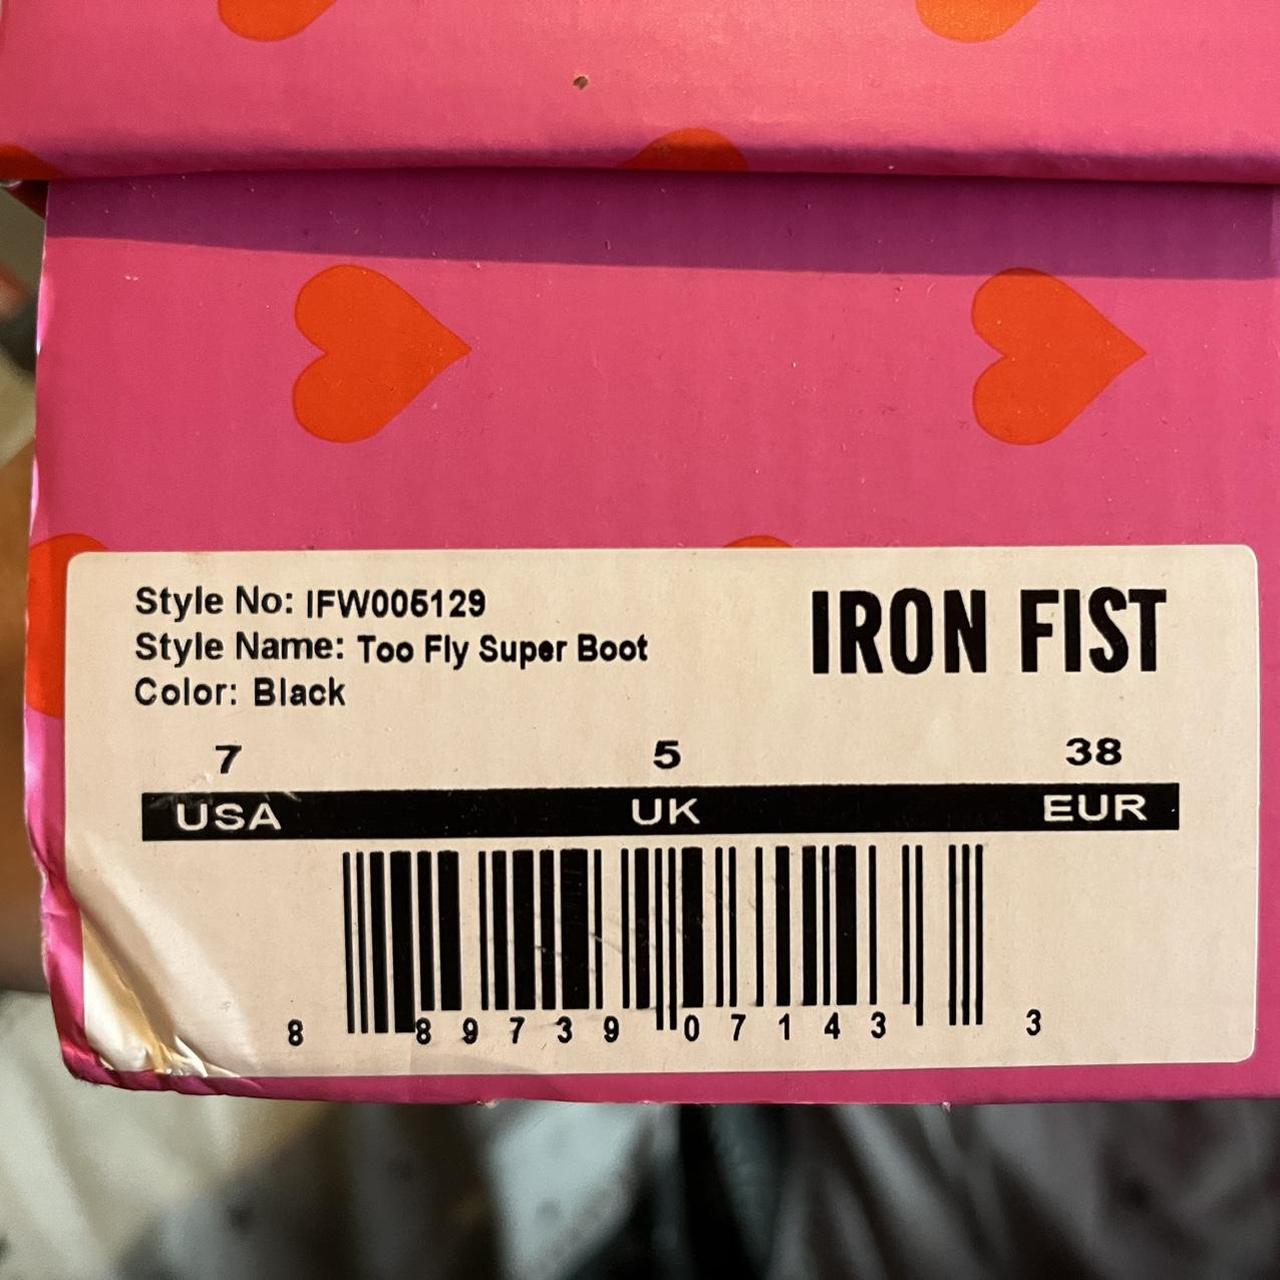 Style No: IFW005129
Style Name: Too Fly Super Boot
Color: Black
IRON FIST
7 5 38
USA UK EUR
8 89739 07143 3